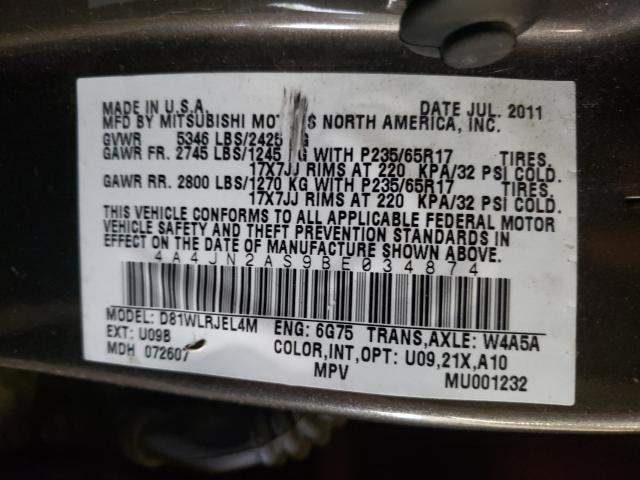 MADE IN U.S.A. DATE JUL. 2011
MFD BY MITSUBISHI NORTH AMERICA, INC.
GVWR 5346 LBS/2425
GAWR FR. 2745 LBS/1245 KG WITH P235/65R17 TIRES.
17X7JJ RIMS AT 220 KPA/32 PSI COLD.
GAWR RR. 2800 LBS/1270 KG WITH P235/65R17 TIRES.
17X7JJ RIMS AT 220 KPA/32 PSI COLD.
THIS VEHICLE CONFORMS TO ALL APPLICABLE FEDERAL MOTOR
VEHICLE SAFETY AND THEFT PREVENTION STANDARDS IN
EFFECT ON THE DATE OF MANUFACTURE SHOWN ABOVE.
4A4JN2AS9BE034874
MODEL: D81WLRJEL4M ENG: 6G75 TRANS,AXLE: W4A5A
EXT: U09B COLOR,INT,OPT: U09,21X,A10
MDH 072607 MPV MU001232